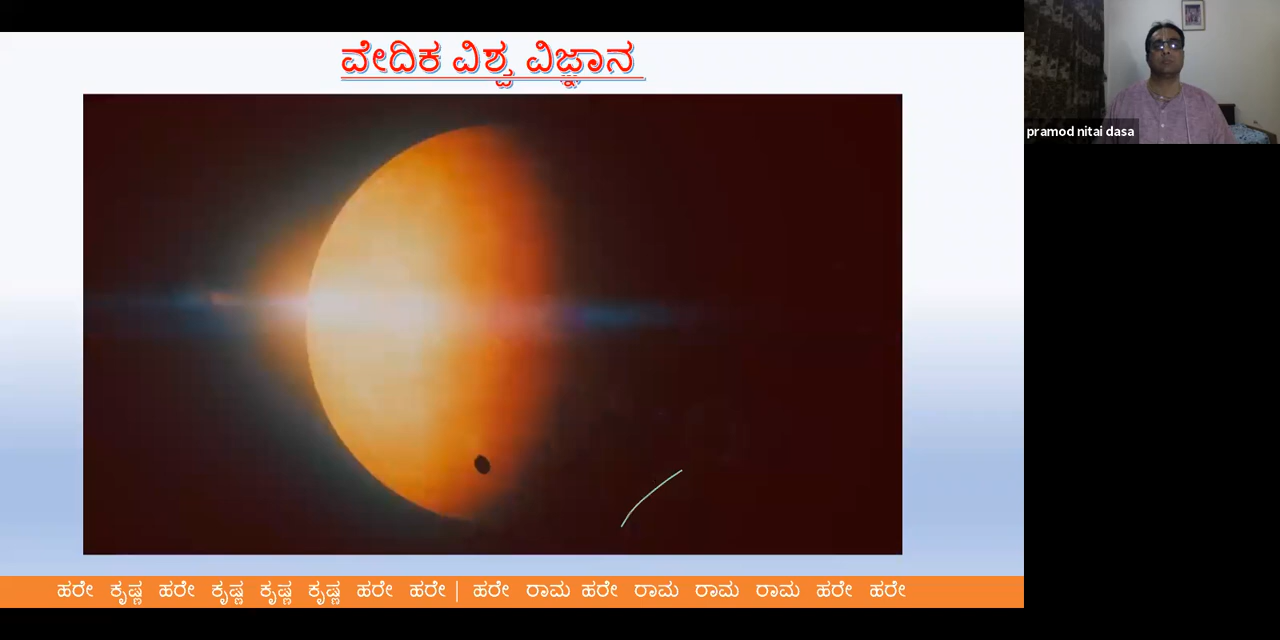 ವೇದಿಕ ವಿಶ್ವ ವಿಜ್ಞಾನ
pramod nitai dasa
ಹರೇ ಕೃಷ್ಣ ಹರೇ ಕೃಷ್ಣ ಕೃಷ್ಣ ಕೃಷ್ಣ ಹರೇ ಹರೇ | ಹರೇ ರಾಮ ಹರೇ ರಾಮ ರಾಮ ರಾಮ ಹರೇ ಹರೇ